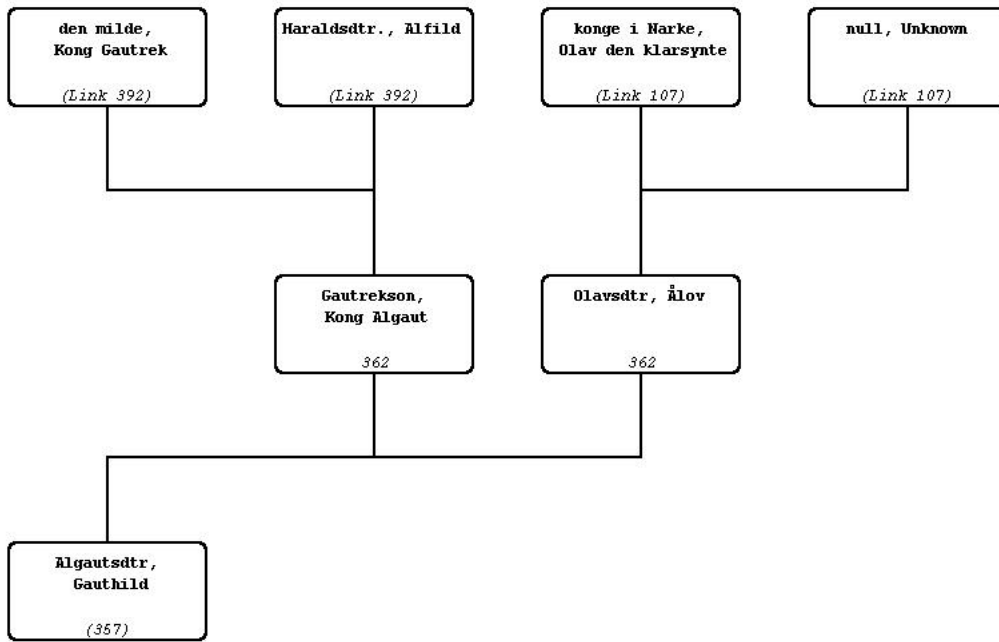 den milde,
Kong Gautrek
(Link 392)
Haraldsdtr., Alfild
(Link 392)
konge i Narke,
Olav den klarsynte
(Link 107)
null, Unknown
(Link 107)
Gautrekson,
Kong Algaut
362
Olavsdtr, Ålov
362
Algautsdtr,
Gauthild
(357)